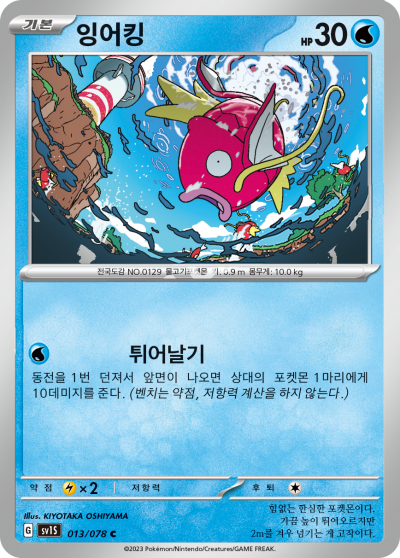 기본 잉어킹 HP 30
전국도감 NO.0129 물고기포켓몬 키: 0.9 m 몸무게: 10.0 kg
튀어날기
동전을 1번 던져서 앞면이 나오면 상대의 포켓몬 1마리에게
10데미지를 준다. (벤치는 약점, 저항력 계산을 하지 않는다.)
약점 ×2 저항력 후퇴
Illus. KIYOTAKA OSHIYAMA
G sv1S 013/078 C
힘없는 한심한 포켓몬이다.
가끔 높이 뛰어오르지만
2m를 겨우 넘기는 게 고작이다.
©2023 Pokémon/Nintendo/Creatures/GAME FREAK.